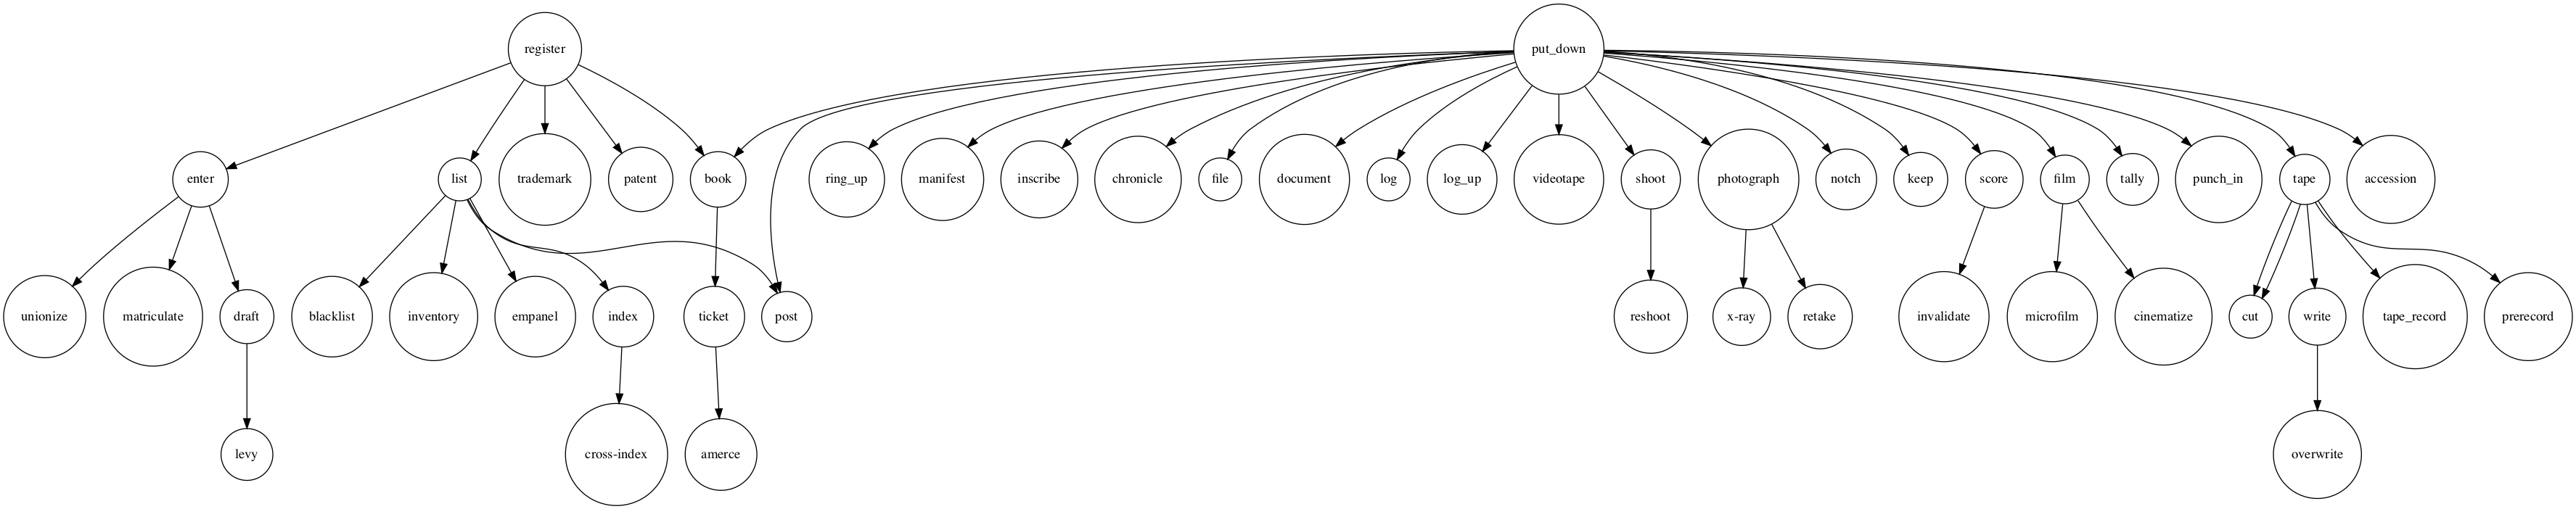 register
put_down
enter
list
trademark
patent
book
ring_up
manifest
inscribe
chronicle
file
document
log
log_up
videotape
shoot
photograph
notch
keep
score
film
tally
punch_in
tape
accession
unionize
matriculate
draft
blacklist
inventory
empanel
index
ticket
post
reshoot
x-ray
retake
invalidate
microfilm
cinematize
cut
write
tape_record
prerecord
levy
cross-index
amerce
overwrite